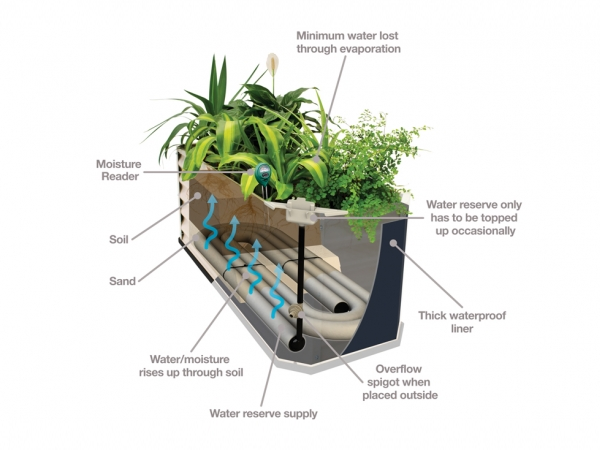 Minimum water lost
through evaporation
Moisture
Reader
Water reserve only
has to be topped
up occasionally
Soil
Sand
Thick waterproof
liner
Water/moisture
rises up through soil
Overflow
spigot when
placed outside
Water reserve supply